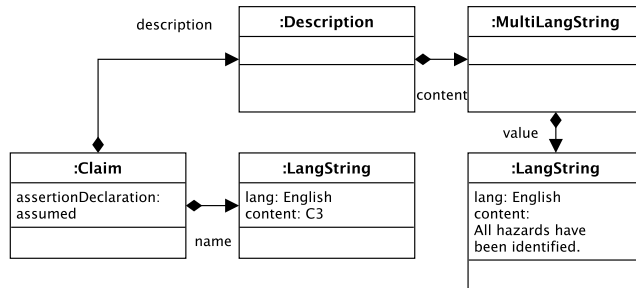 description
:Description
:MultiLangString
content
value
:Claim
assertionDeclaration:
assumed
name
:LangString
lang: English
content: C3
:LangString
lang: English
content:
All hazards have
been identified.